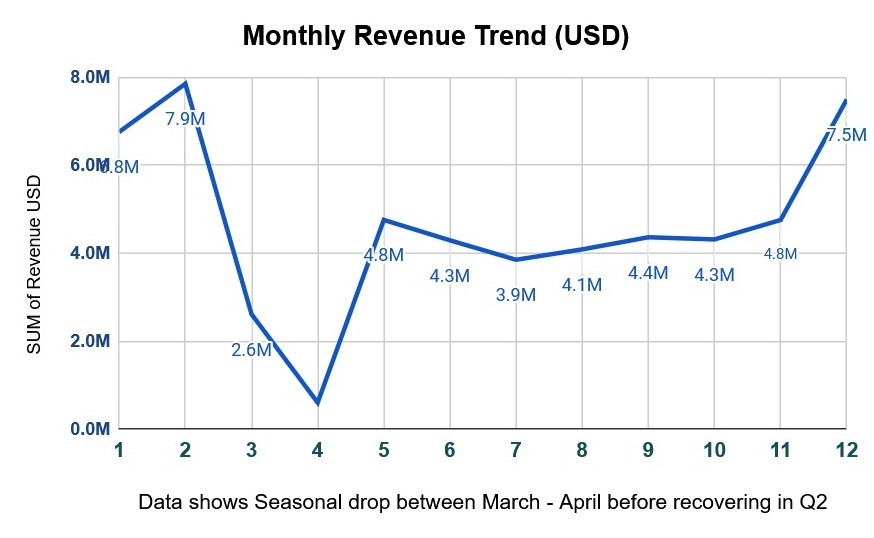 Monthly Revenue Trend (USD)
SUM of Revenue USD
8.0M
6.0M
4.0M
2.0M
0.0M
6.8M
7.9M
2.6M
4.8M
4.3M
3.9M
4.1M
4.4M
4.3M
4.8M
7.5M
1 2 3 4 5 6 7 8 9 10 11 12
Data shows Seasonal drop between March - April before recovering in Q2